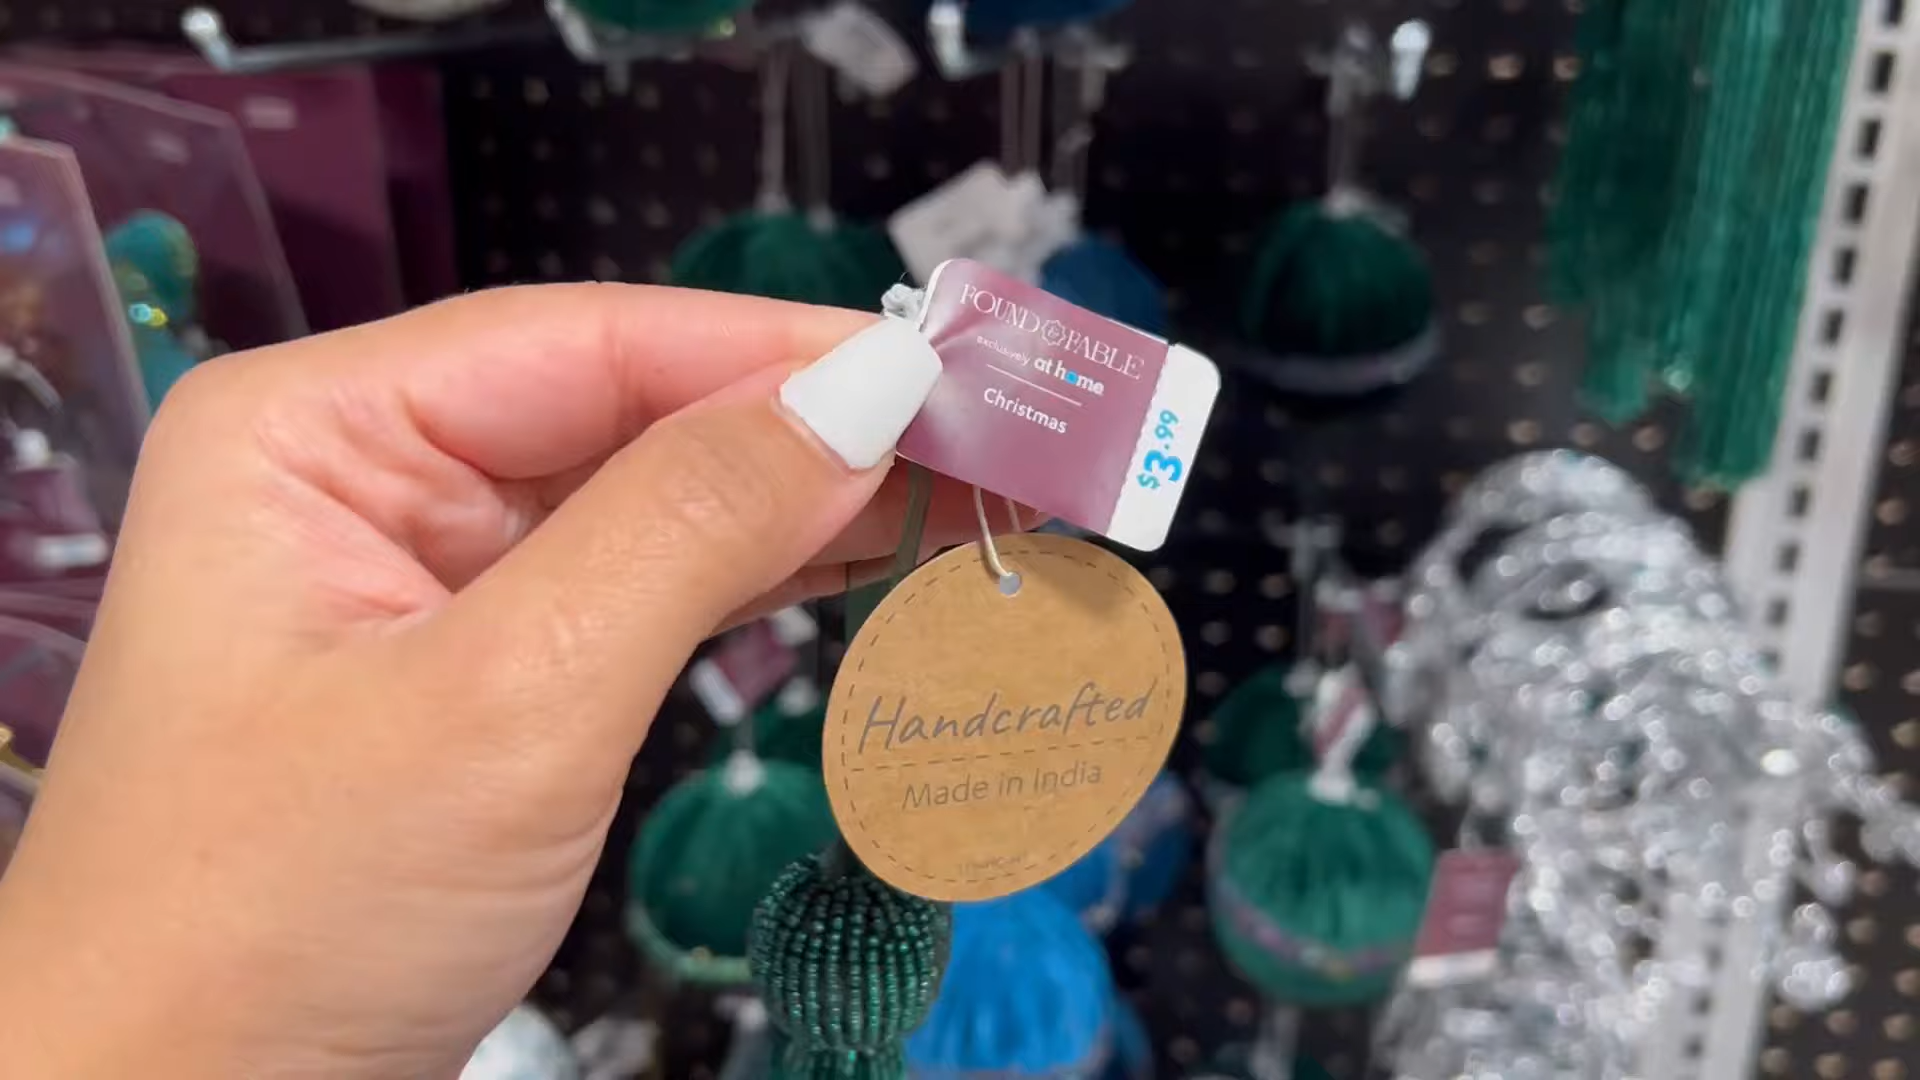 FOUND & FABLE
exclusively at home
Christmas
$3.99
Handcrafted
Made in India